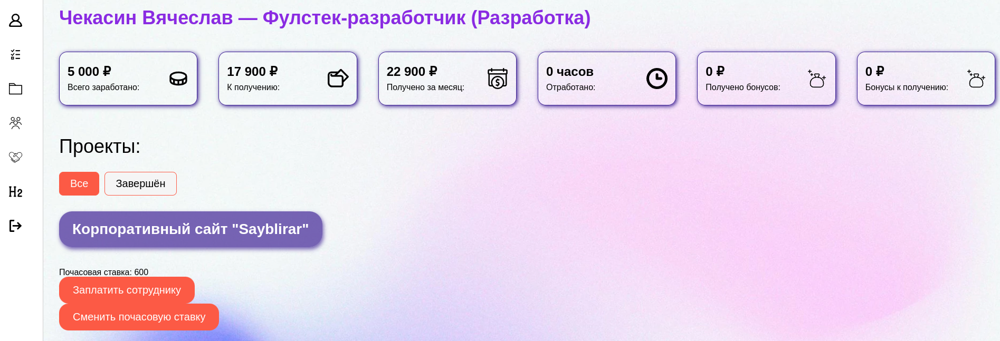 Чекасин Вячеслав — Фулстек-разработчик (Разработка)
5 000 ₽
Всего заработано:
17 900 ₽
К получению:
22 900 ₽
Получено за месяц:
0 часов
Отработано:
0 ₽
Получено бонусов:
0 ₽
Бонусы к получению:
Проекты:
Все
Завершён
H2
Корпоративный сайт "Sayblirar"
Почасовая ставка: 600
Заплатить сотруднику
Сменить почасовую ставку